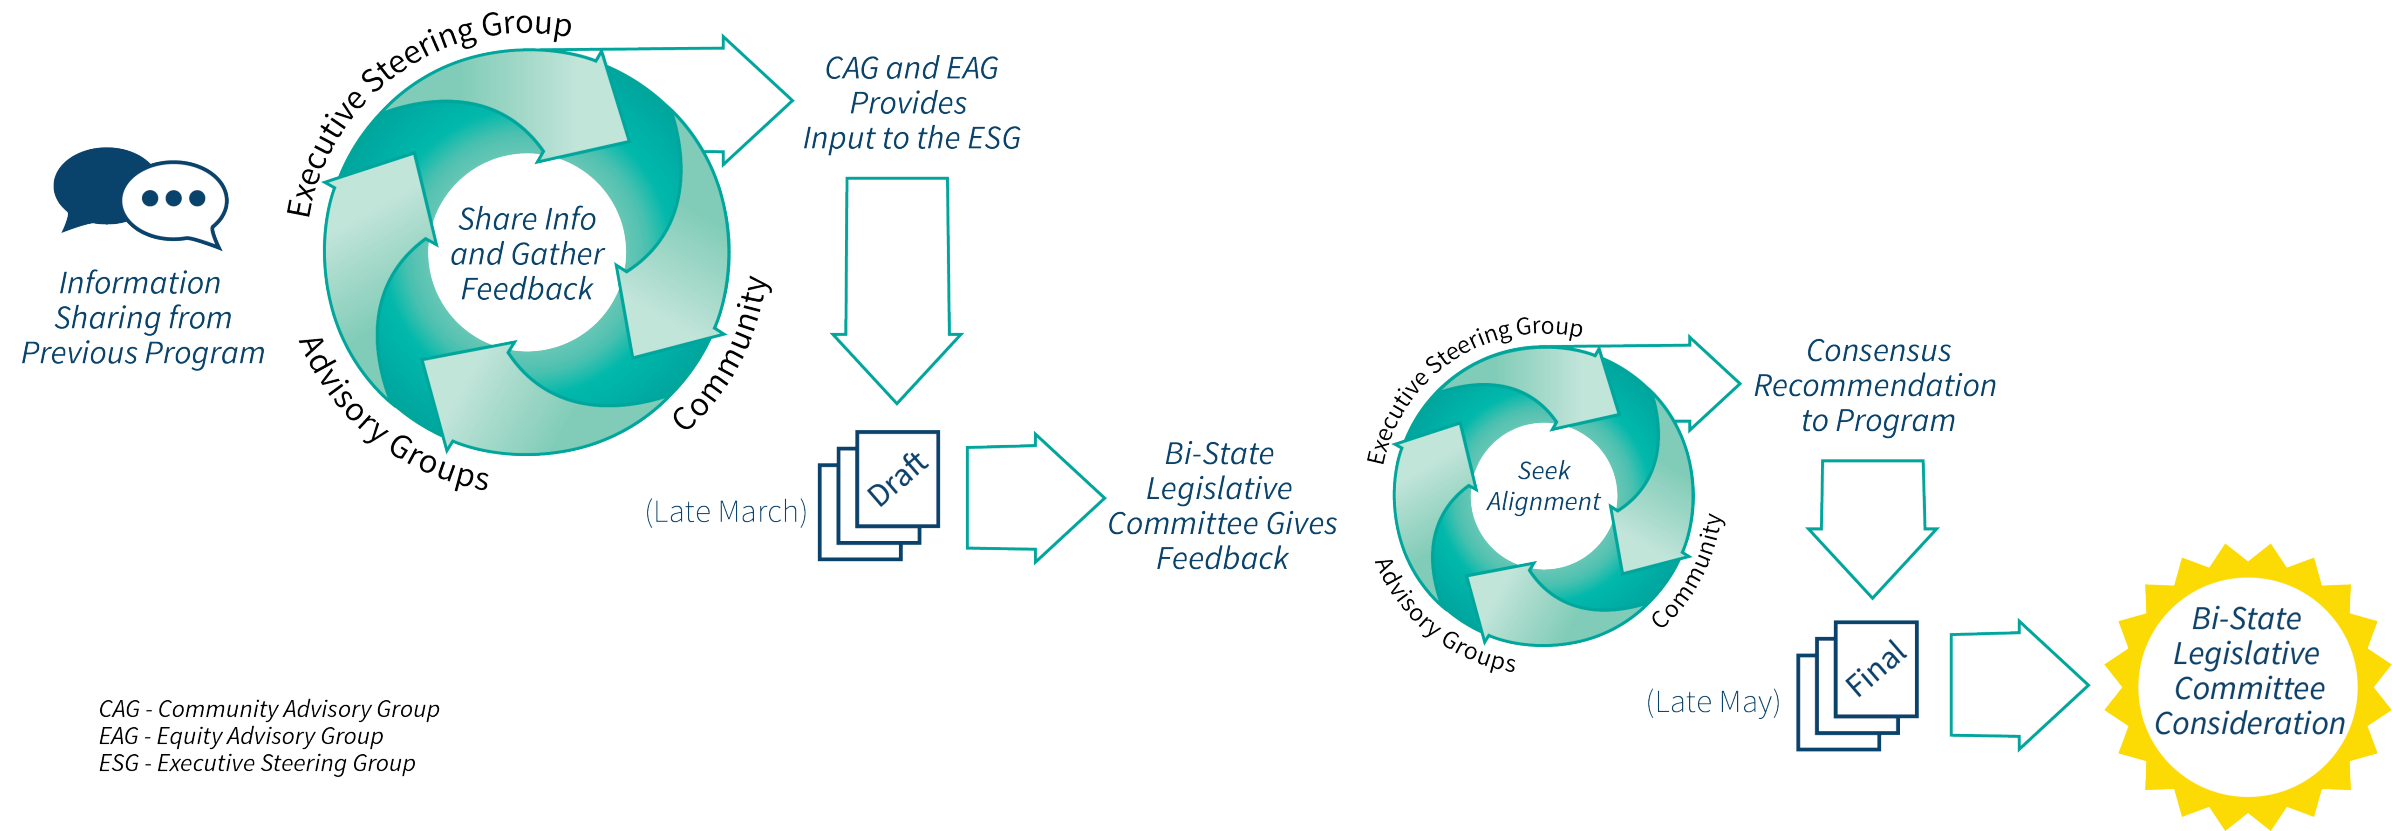 Information
Sharing from
Previous Program
Executive Steering Group
Share Info
and Gather
Feedback
Community
Advisory Groups
CAG and EAG
Provides
Input to the ESG
(Late March)
Draft
Bi-State
Legislative
Committee Gives
Feedback
Executive Steering Group
Seek
Alignment
Community
Advisory Groups
Consensus
Recommendation
to Program
(Late May)
Final
Bi-State
Legislative
Committee
Consideration
CAG - Community Advisory Group
EAG - Equity Advisory Group
ESG - Executive Steering Group